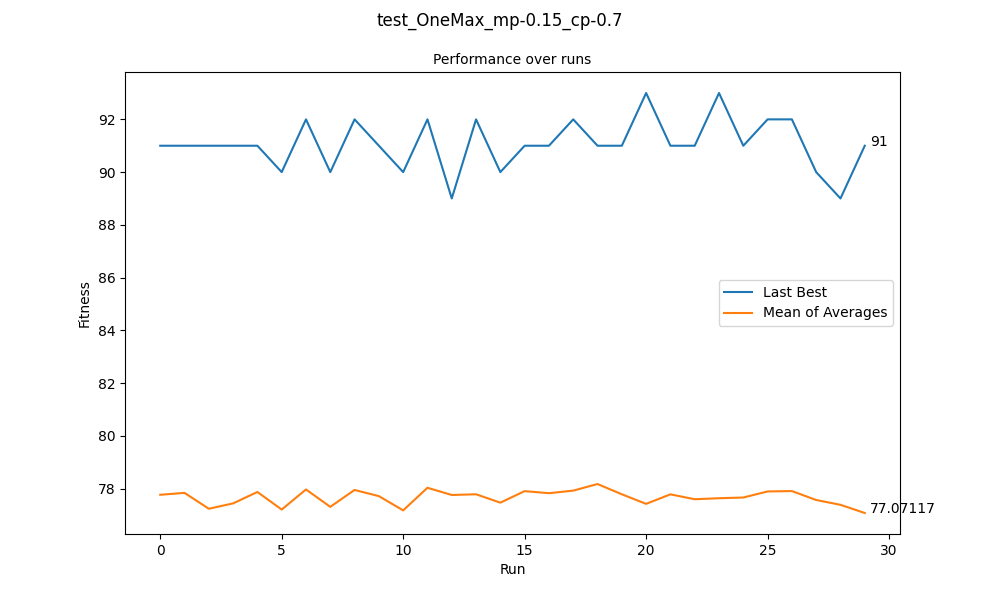 test_OneMax_mp-0.15_cp-0.7
Performance over runs
Fitness
92
90
88
86
84
82
80
78
91
Last Best
Mean of Averages
77.07117
0 5 10 15 20 25 30
Run